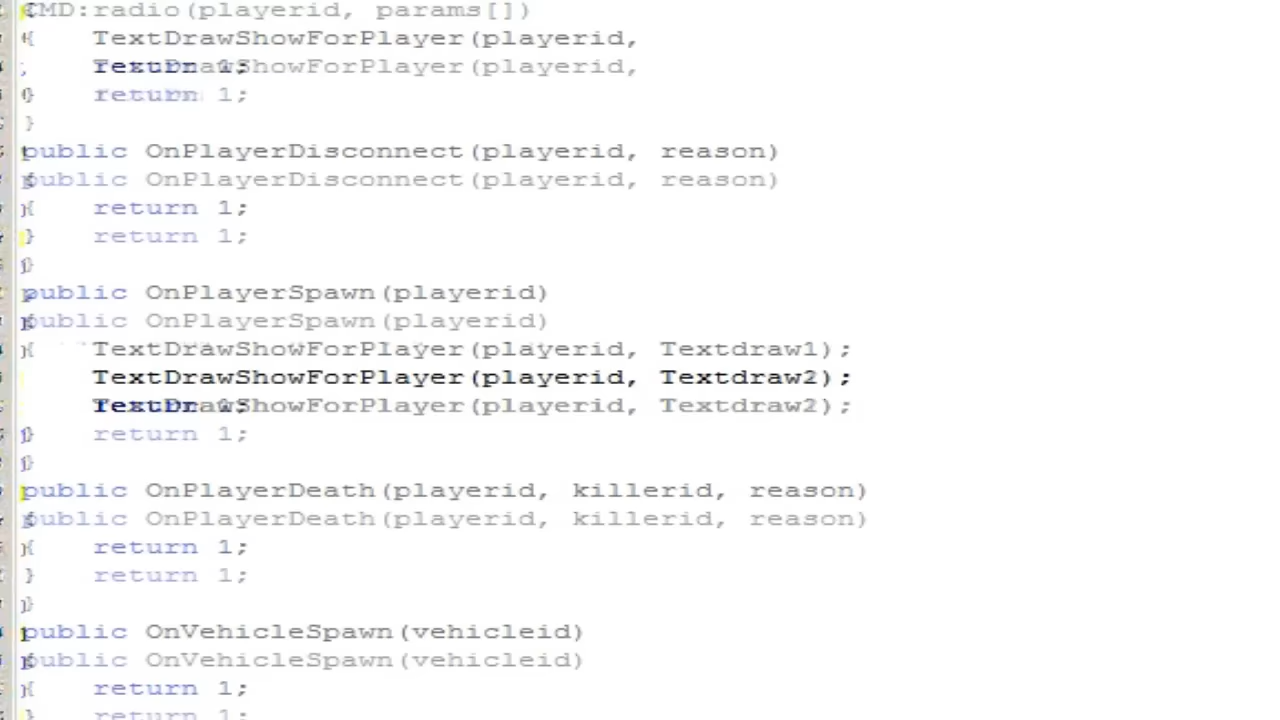 CMD:radio(playerid, params[])
{    TextDrawShowForPlayer(playerid,
TextDrawShowForPlayer(playerid,
}    return 1;
}
public OnPlayerDisconnect(playerid, reason)
public OnPlayerDisconnect(playerid, reason)
{    return 1;
}    return 1;
}
public OnPlayerSpawn(playerid)
public OnPlayerSpawn(playerid)
{    TextDrawShowForPlayer(playerid, Textdraw1);
TextDrawShowForPlayer(playerid, Textdraw2);
TextDrawShowForPlayer(playerid, Textdraw2);
}    return 1;
}
public OnPlayerDeath(playerid, killerid, reason)
public OnPlayerDeath(playerid, killerid, reason)
{    return 1;
}    return 1;
}
public OnVehicleSpawn(vehicleid)
public OnVehicleSpawn(vehicleid)
{    return 1;
}    return 1;